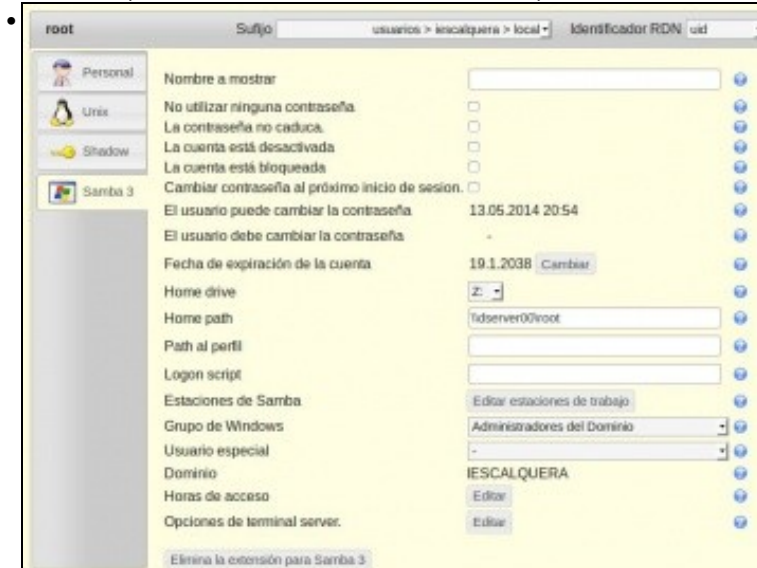 root Sufijo usuarios > iescalquera > local Identificador RDN uid
Personal
Unix
Shadow
Samba 3
Nombre a mostrar
No utilizar ninguna contraseña
La contraseña no caduca.
La cuenta está desactivada
La cuenta está bloqueada
Cambiar contraseña al próximo inicio de sesion.
El usuario puede cambiar la contraseña 13.05.2014 20:54
El usuario debe cambiar la contraseña -
Fecha de expiración de la cuenta 19.1.2038 Cambiar
Home drive Z:
Home path \\dserver00\root
Path al perfil
Logon script
Estaciones de Samba Editar estaciones de trabajo
Grupo de Windows Administradores del Dominio
Usuario especial -
Dominio IESCALQUERA
Horas de acceso Editar
Opciones de terminal server. Editar
Elimina la extensión para Samba 3